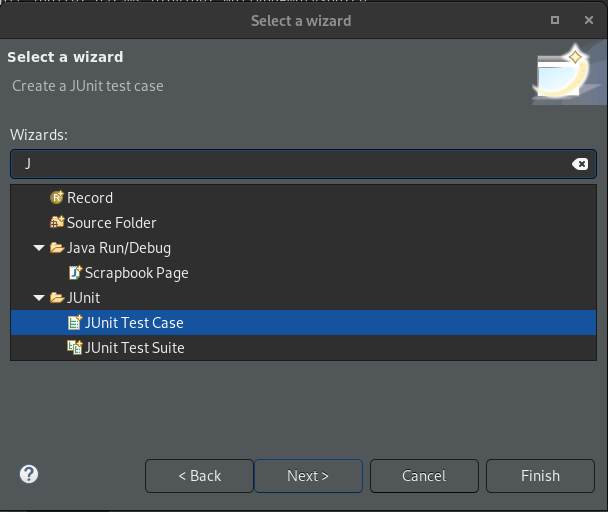 Select a wizard
Select a wizard
Create a JUnit test case
Wizards:
J
Record
Source Folder
Java Run/Debug
Scrapbook Page
JUnit
JUnit Test Case
JUnit Test Suite
< Back Next > Cancel Finish